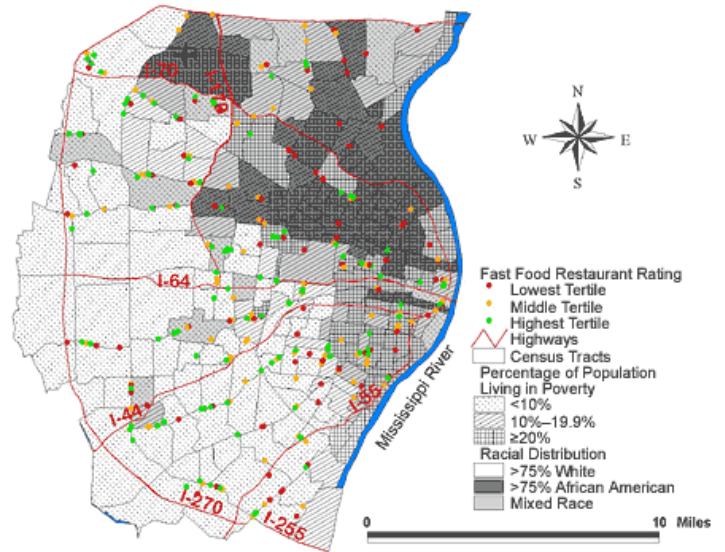 I-70
I-170
N
W E
S
I-64
Fast Food Restaurant Rating
Lowest Tertile
Middle Tertile
Highest Tertile
Highways
Census Tracts
Percentage of Population
Living in Poverty
<10%
10%–19.9%
≥20%
Racial Distribution
>75% White
>75% African American
Mixed Race
Mississippi River
I-55
I-44
I-270
I-255
0 10 Miles